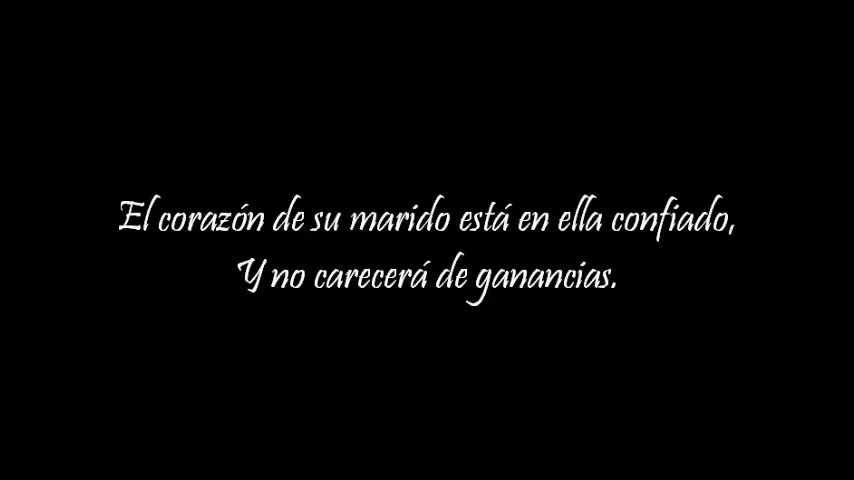 El corazón de su marido está en ella confiado,
Y no carecerá de ganancias.